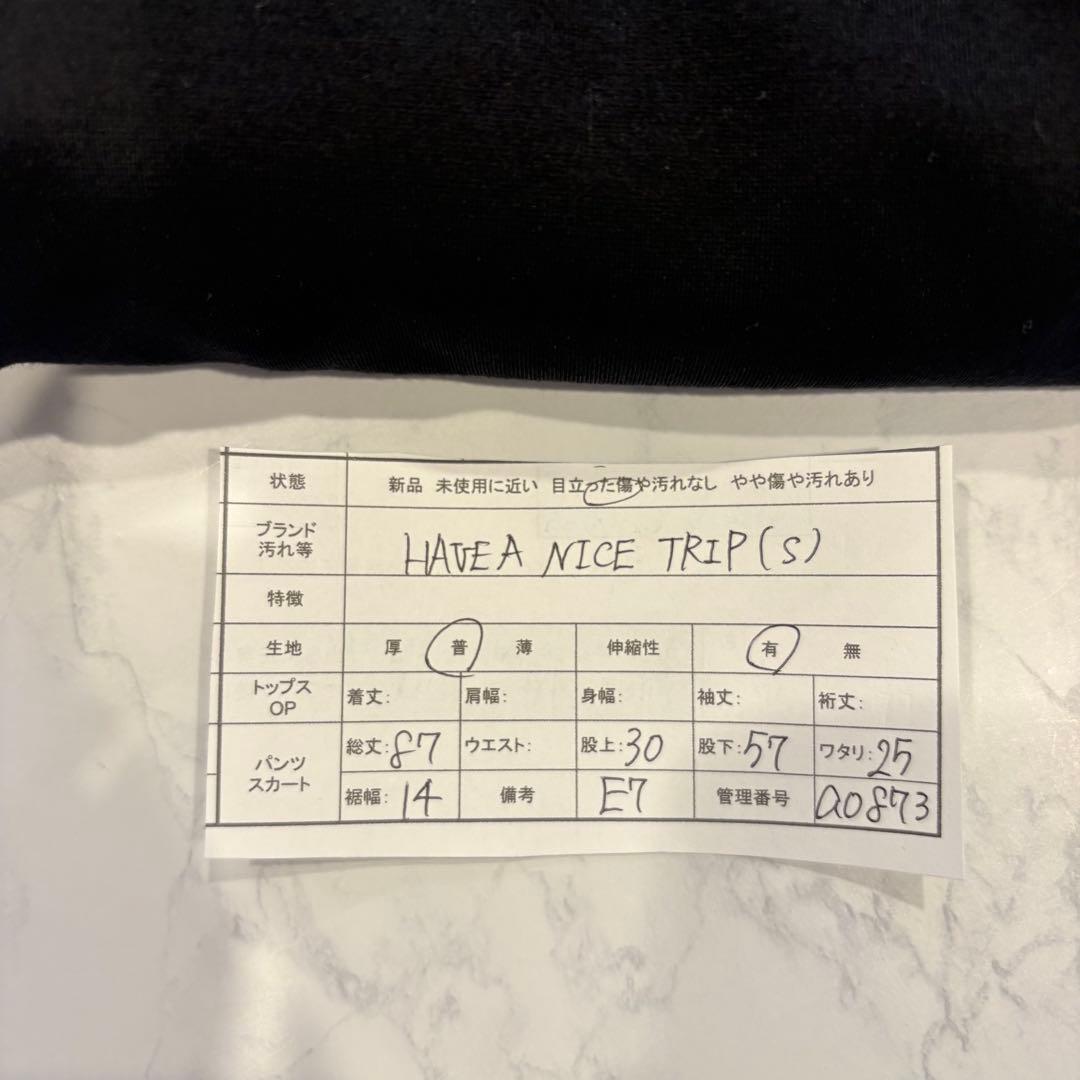 状態 新品 未使用に近い 目立った傷や汚れなし やや傷や汚れあり
ブランド
汚れ等 HAVE A NICE TRIP(S)
特徴
生地 厚 普 薄 伸縮性 有 無
トップス
OP 着丈: 肩幅: 身幅: 袖丈: 裄丈:
パンツ
スカート 総丈:87 ウエスト: 股上:30 股下:57 ワタリ:25
裾幅:14 備考 E7 管理番号 a0873